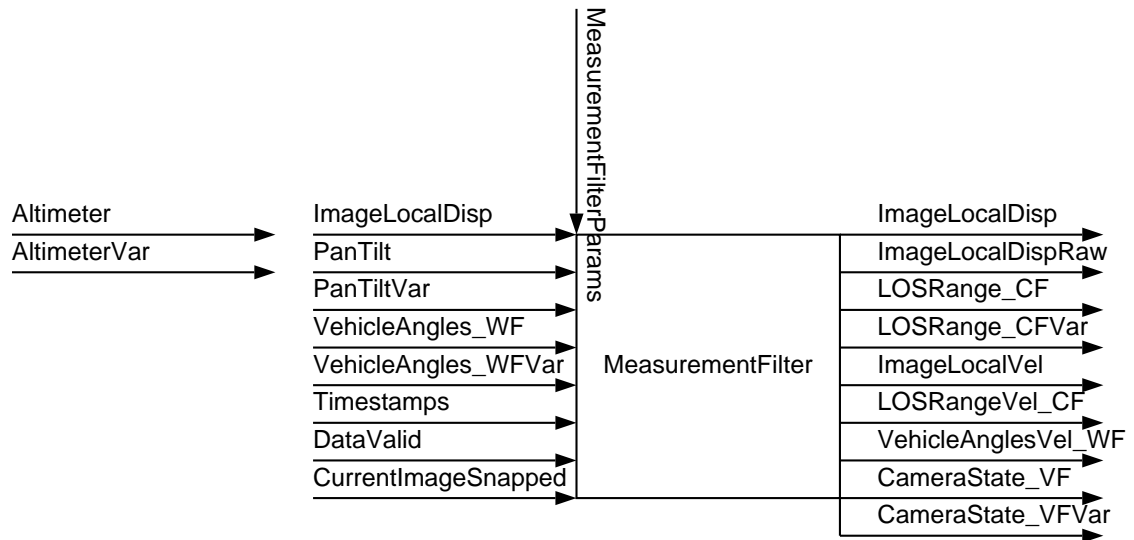 MeasurementFilterParams
Altimeter
AltimeterVar
ImageLocalDisp
PanTilt
PanTiltVar
VehicleAngles_WF
VehicleAngles_WFVar
Timestamps
DataValid
CurrentImageSnapped
MeasurementFilter
ImageLocalDisp
ImageLocalDispRaw
LOSRange_CF
LOSRange_CFVar
ImageLocalVel
LOSRangeVel_CF
VehicleAnglesVel_WF
CameraState_VF
CameraState_VFVar